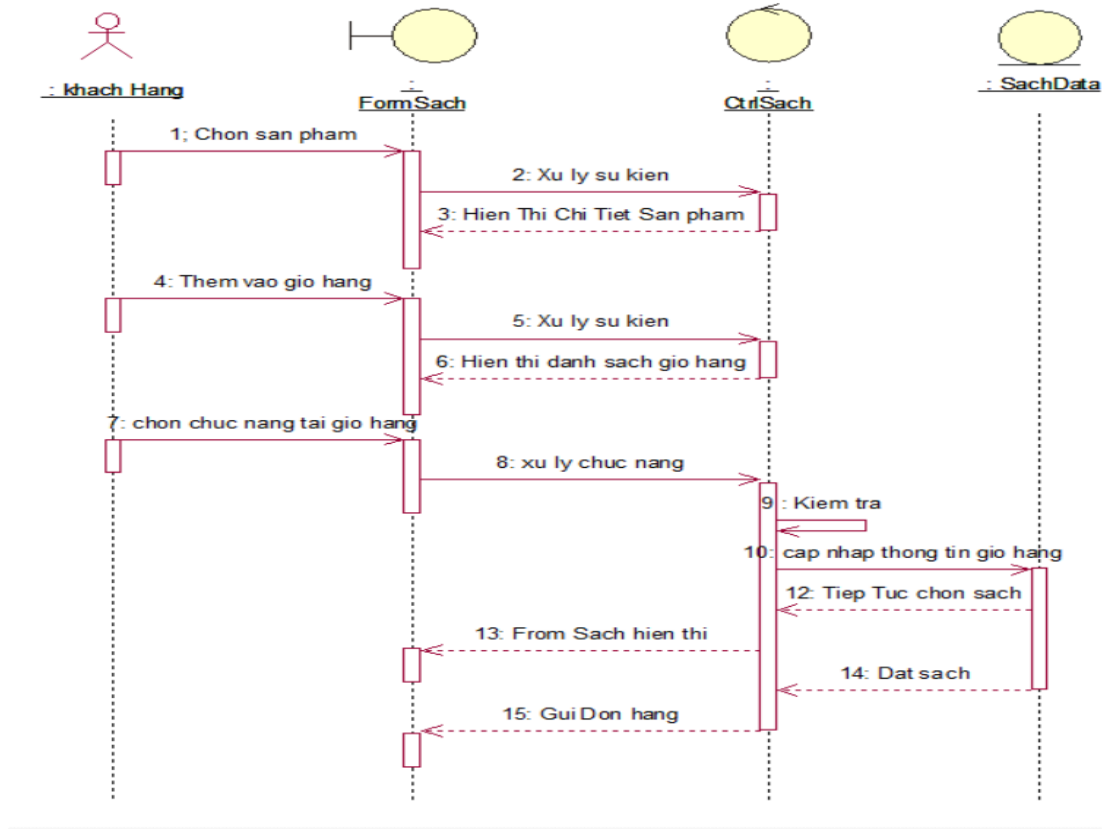 : khach Hang
:
FormSach
:
CtrlSach
: SachData
1; Chon san pham
2: Xu ly su kien
3: Hien Thi Chi Tiet San pham
4: Them vao gio hang
5: Xu ly su kien
6: Hien thi danh sach gio hang
7: chon chuc nang tai gio hang
8: xu ly chuc nang
9 : Kiem tra
10: cap nhap thong tin gio hang
12: Tiep Tuc chon sach
13: From Sach hien thi
14: Dat sach
15: Gui Don hang